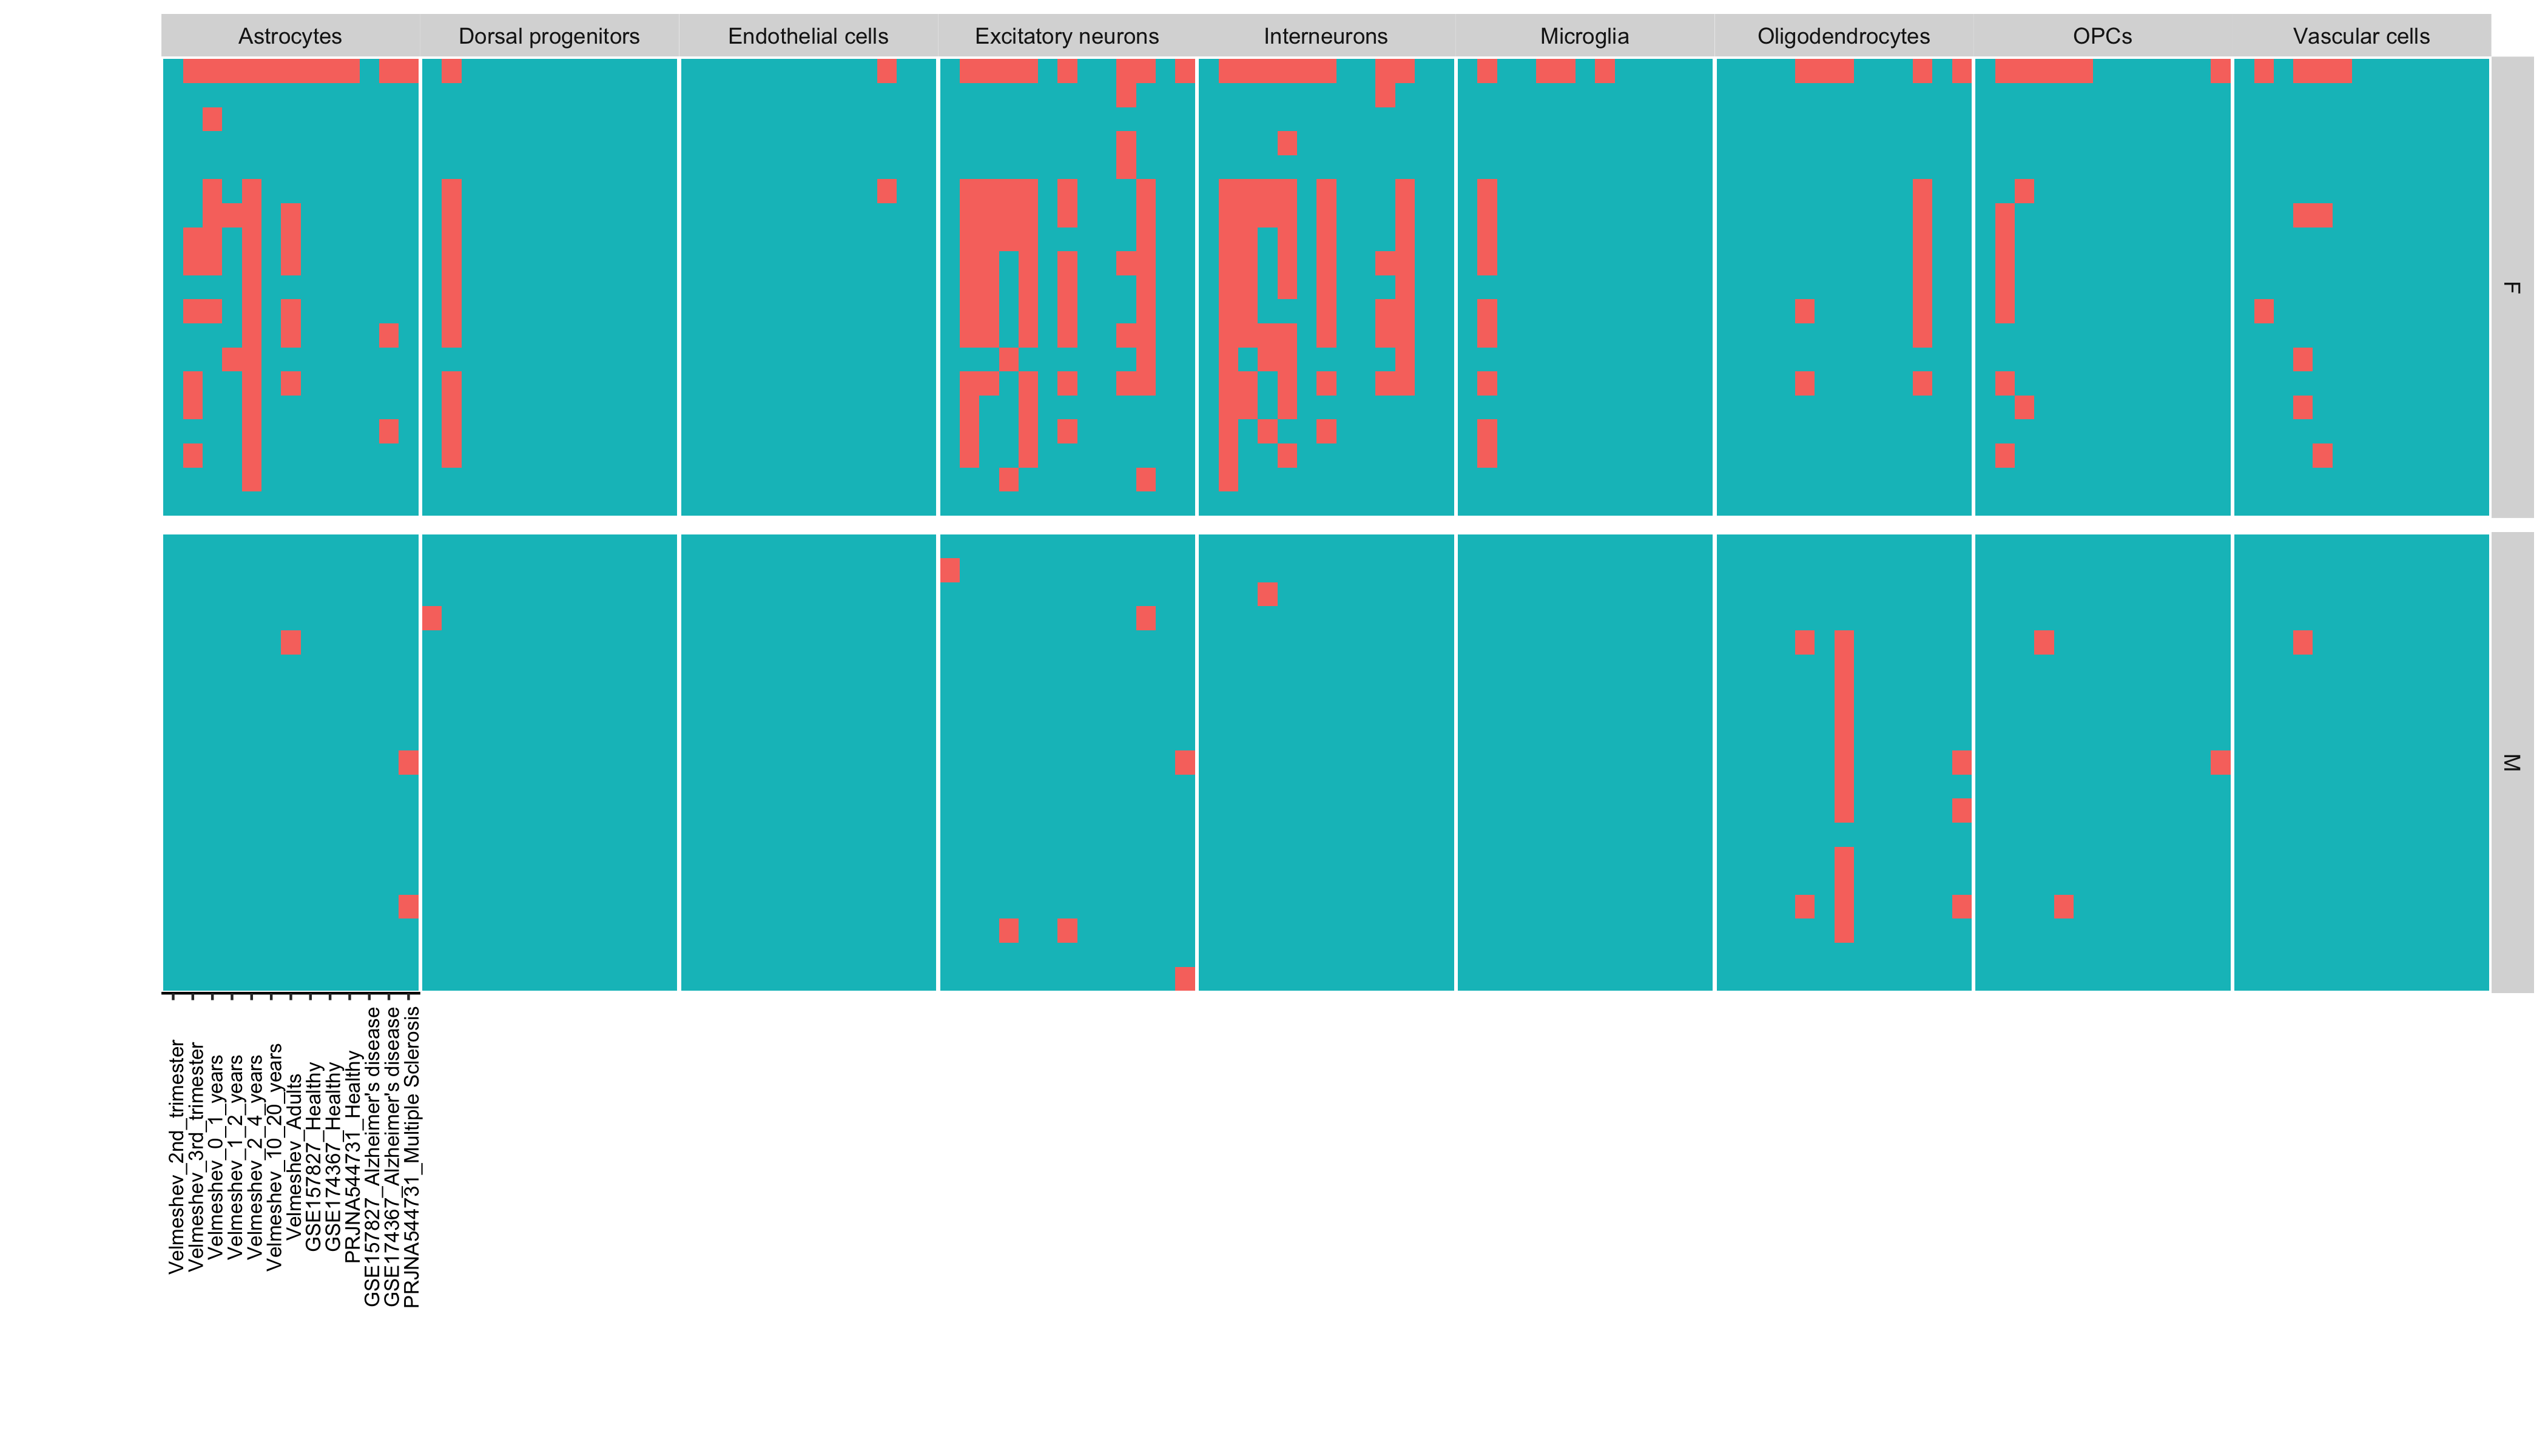 Astrocytes
Dorsal progenitors
Endothelial cells
Excitatory neurons
Interneurons
Microglia
Oligodendrocytes
OPCs
Vascular cells
F
M
Velmeshev_2nd_trimester
Velmeshev_3rd_trimester
Velmeshev_0_1_years
Velmeshev_1_2_years
Velmeshev_2_4_years
Velmeshev_10_20_years
Velmeshev_Adults
GSE157827_Healthy
GSE174367_Healthy
PRJNA544731_Healthy
GSE157827_Alzheimer's disease
GSE174367_Alzheimer's disease
PRJNA544731_Multiple Sclerosis